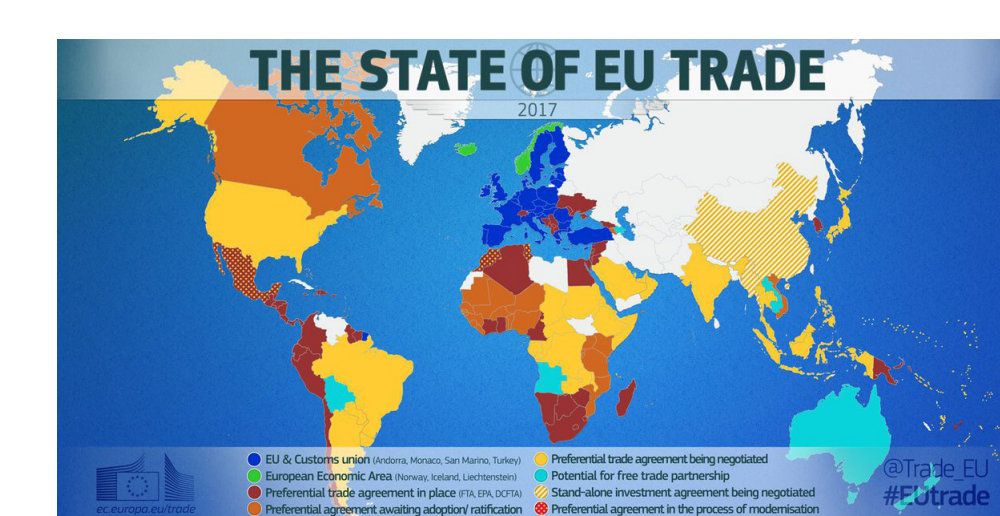 THE STATE OF EU TRADE
2017
EU & Customs union (Andorra, Monaco, San Marino, Turkey)
European Economic Area (Norway, Iceland, Liechtenstein)
Preferential trade agreement in place (FTA, EPA, DCFTA)
Preferential agreement awaiting adoption/ ratification
Preferential trade agreement being negotiated
Potential for free trade partnership
Stand-alone investment agreement being negotiated
Preferential agreement in the process of modernisation
ec.europa.eu/trade
@Trade_EU
#EUtrade